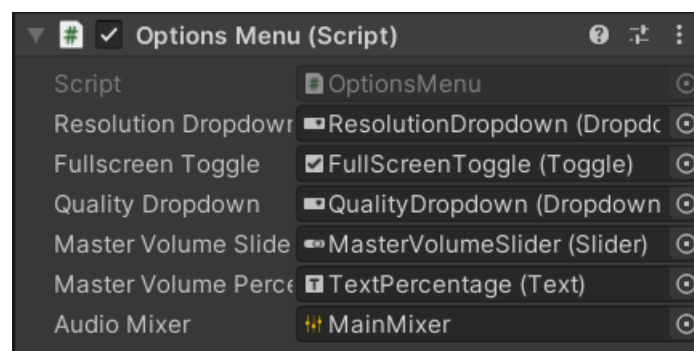 # Options Menu (Script)
Script # OptionsMenu
Resolution Dropdown ResolutionDropdown (Dropdc
Fullscreen Toggle FullScreenToggle (Toggle)
Quality Dropdown QualityDropdown (Dropdown
Master Volume Slide MasterVolumeSlider (Slider)
Master Volume Perce T TextPercentage (Text)
Audio Mixer MainMixer